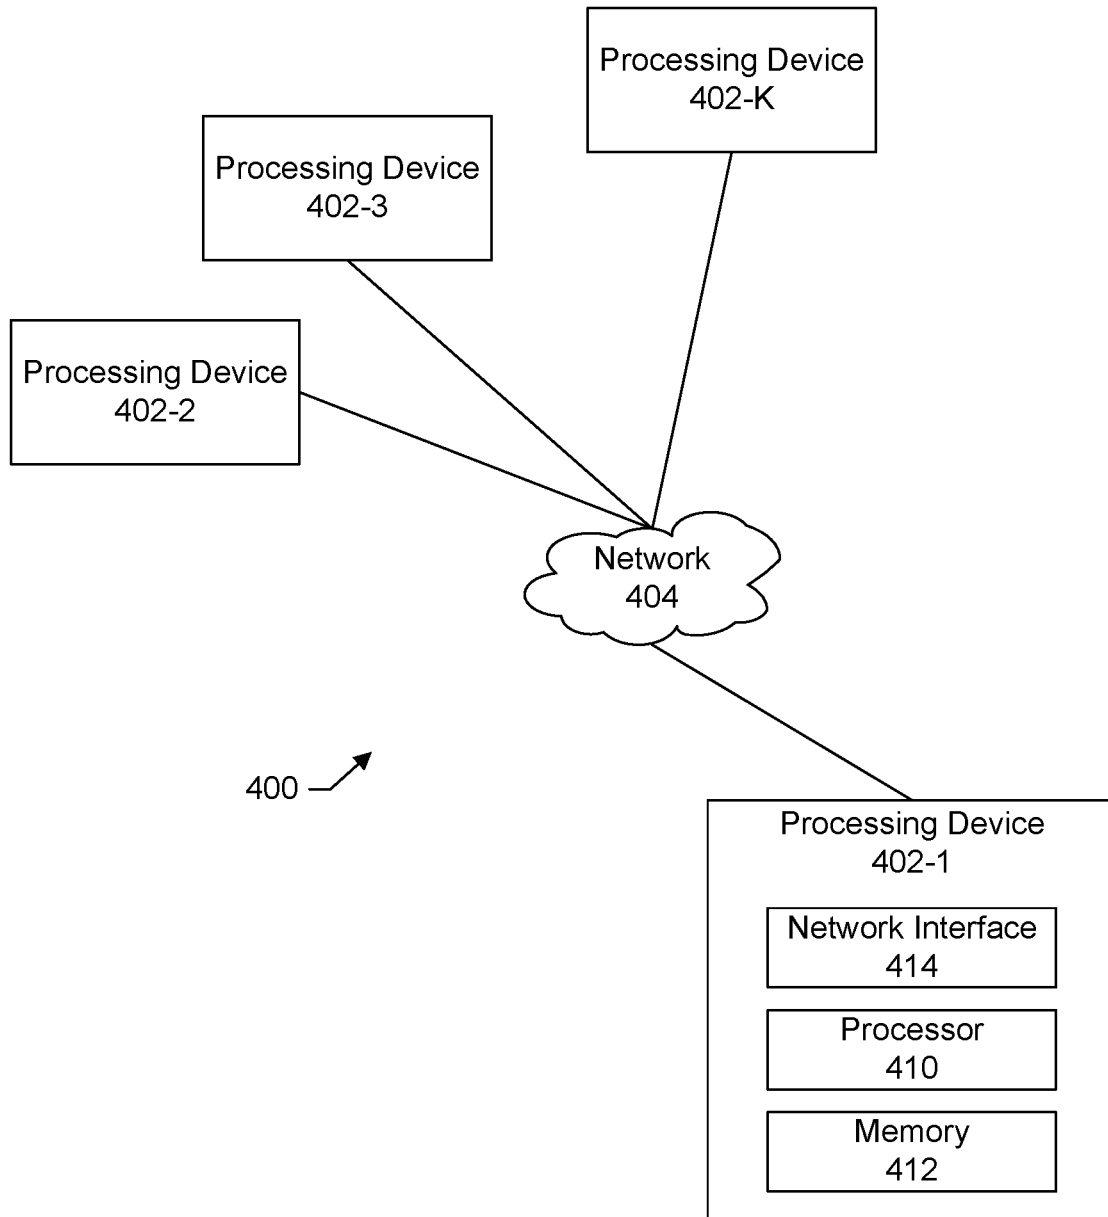 Processing Device
402-K
Processing Device
402-3
Processing Device
402-2
Network
404
400
Processing Device
402-1
Network Interface
414
Processor
410
Memory
412